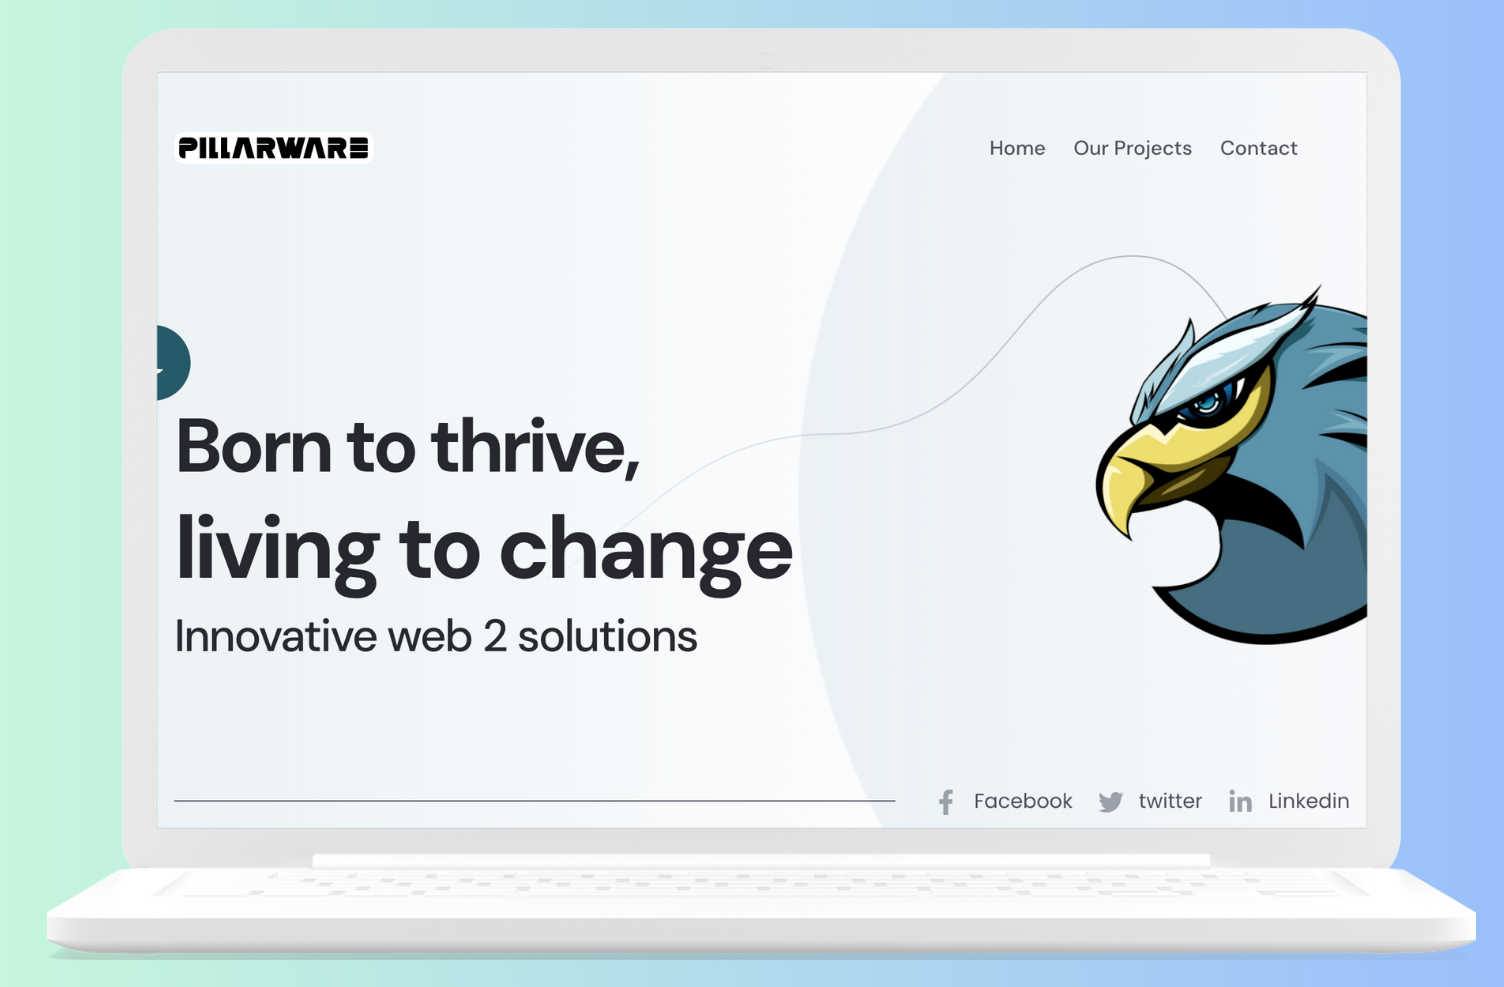 PILLARWARE
Home Our Projects Contact
Born to thrive,
living to change
Innovative web 2 solutions
Facebook twitter Linkedin